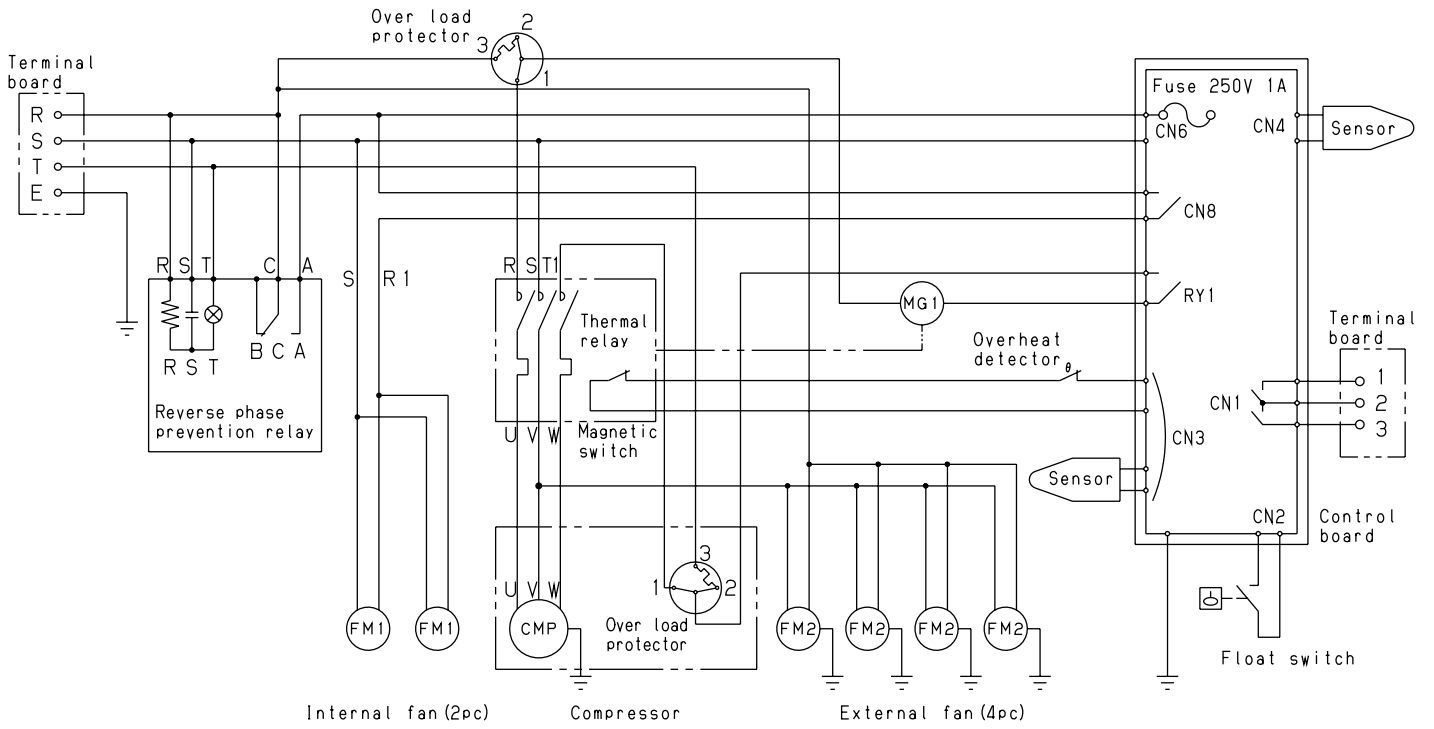 Over load
protector
2
3
1
Terminal
board
R
S
T
E
Fuse 250V 1A
CN6
CN4
Sensor
CN8
R S T
C A
S
R1
R S T1
MG1
RY1
Thermal
relay
Overheat
detector
θ
Terminal
board
1
2
3
CN1
B C A
R S T
Reverse phase
prevention relay
U V W
Magnetic
switch
CN3
Sensor
CN2
Control
board
3
1
2
U V W
FM1
FM1
CMP
Over load
protector
FM2
FM2
FM2
FM2
Float switch
Internal fan(2pc)
Compressor
External fan(4pc)